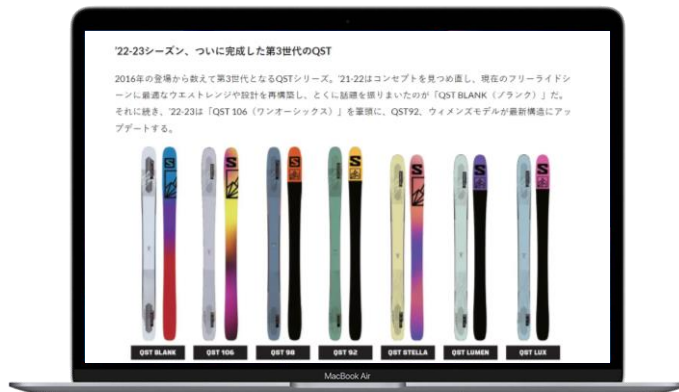 '22-23シーズン、ついに完成した第3世代のQST
2016年の登場から数えて第3世代となるQSTシリーズ。'21-22はコンセプトを見つめ直し、現在のフリーライドシ
ーンに最適なウエストレンジや設計を再構築し、とくに話題を振りまいたのが「QST BLANK（ブランク）」だ。
それに続き、'22-23は「QST 106（ワンオーシックス）」を筆頭に、QST92、ウィメンズモデルが最新構造にアッ
プデートする。
QST BLANK QST 106 QST 98 QST 92 QST STELLA QST LUMEN QST LUX
MacBook Air